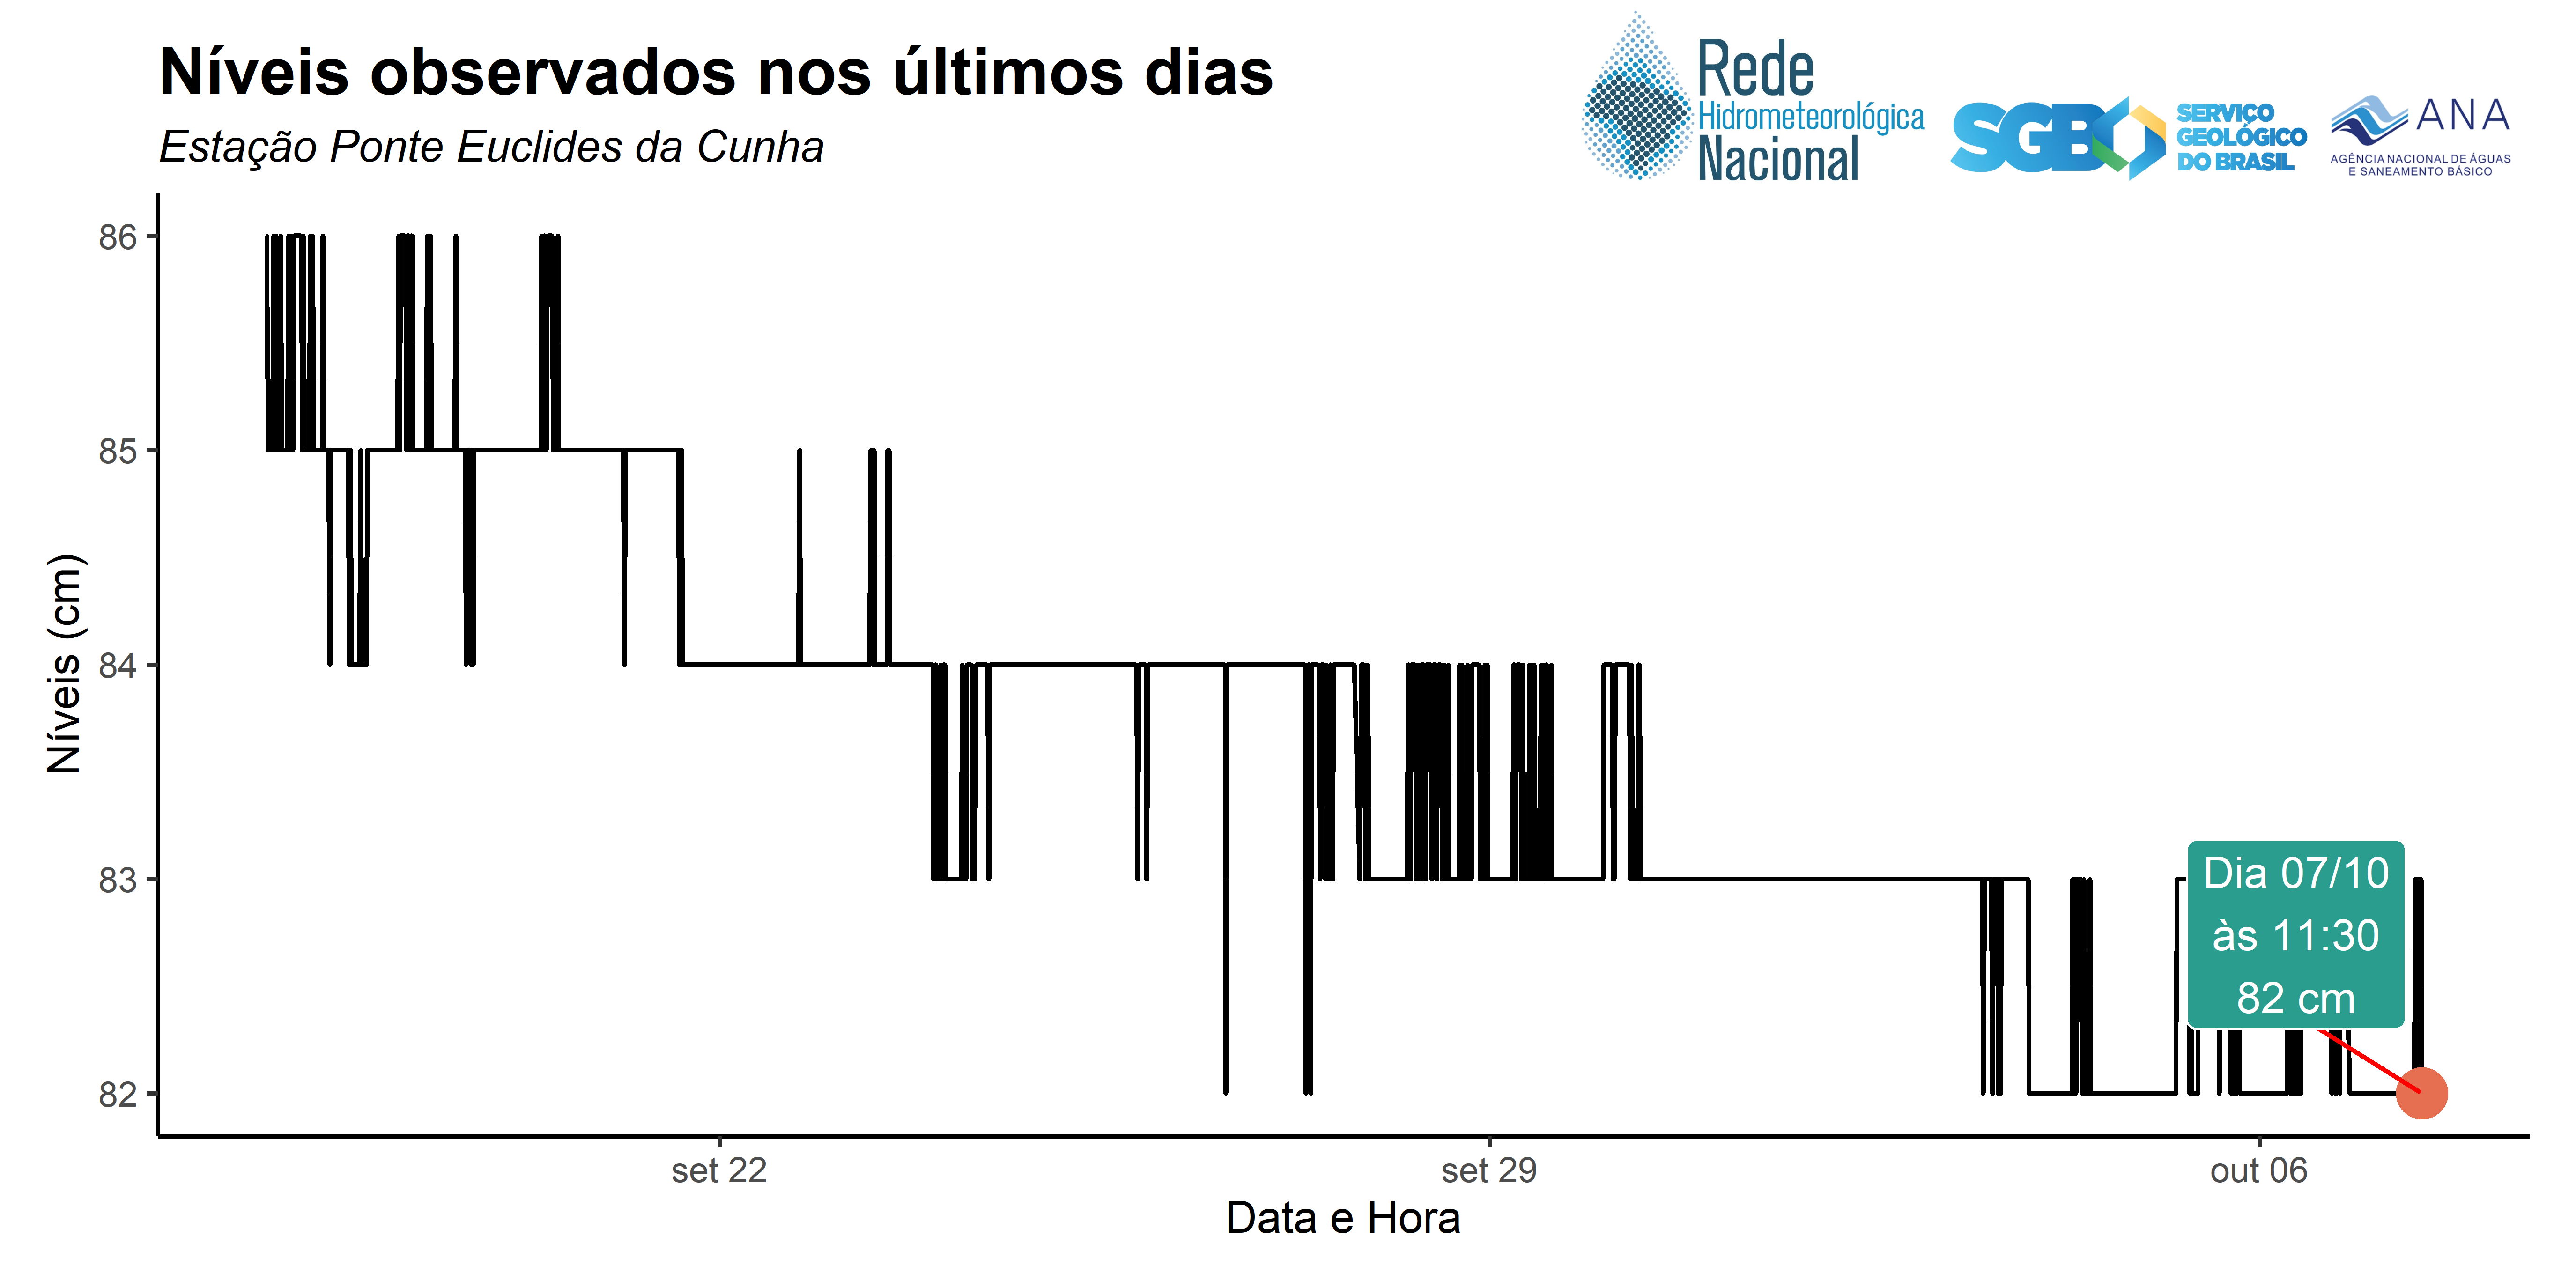 Níveis observados nos últimos dias
Estação Ponte Euclides da Cunha
Rede
Hidrometeorológica
Nacional
SGB
SERVIÇO
GEOLÓGICO
DO BRASIL
ANA
AGÊNCIA NACIONAL DE ÁGUAS
E SANEAMENTO BÁSICO
Níveis (cm)
86
85
84
83
82
Dia 07/10
às 11:30
82 cm
set 22
set 29
out 06
Data e Hora